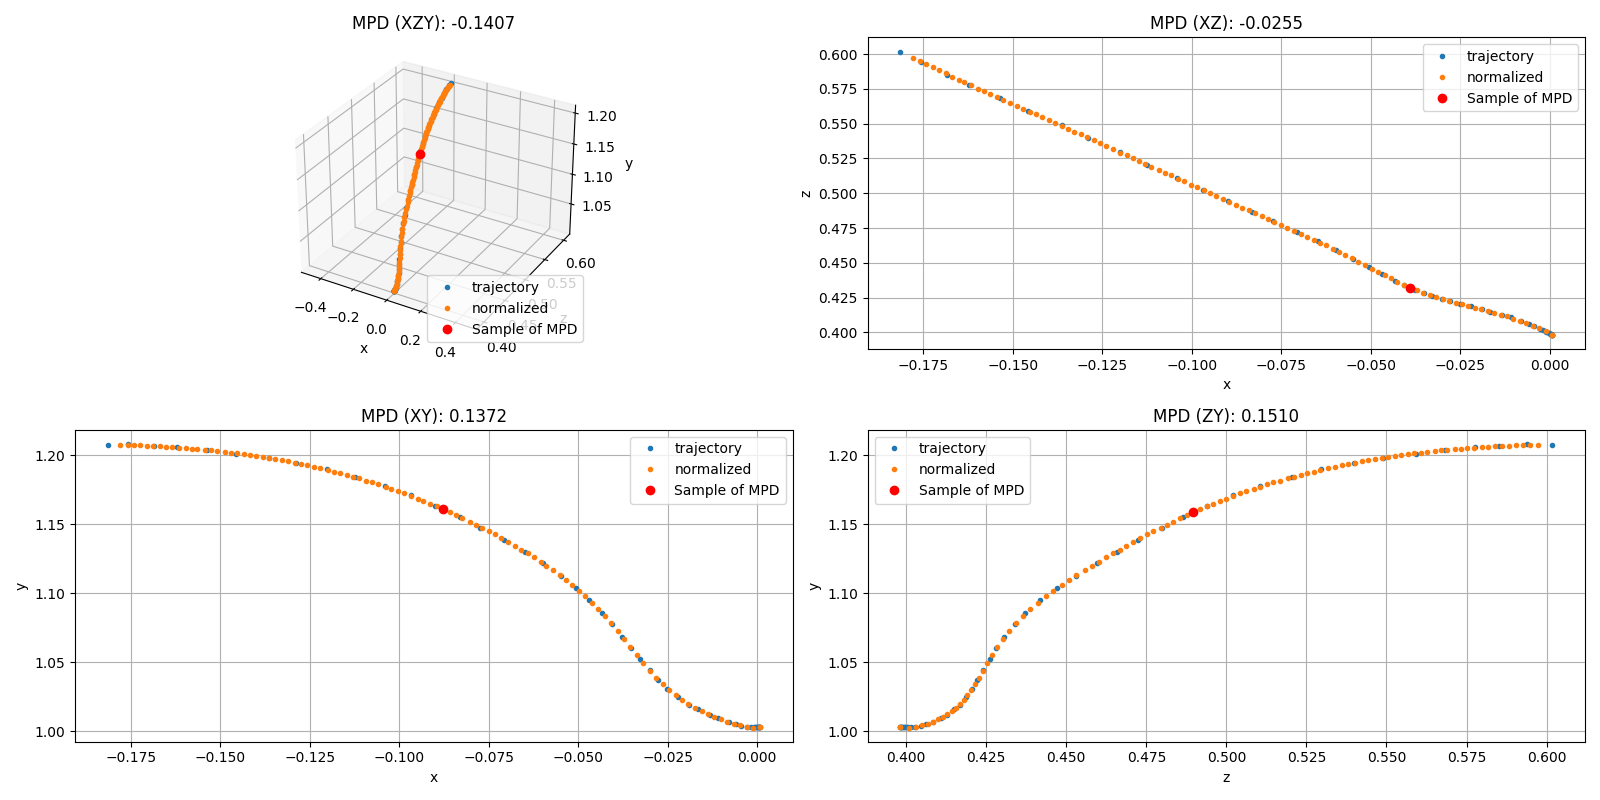 MPD (XZY): -0.1407
1.20
1.15
1.10
1.05
y
0.60
0.55
0.50
0.45
0.40
z
−0.4
−0.2
0.0
0.2
0.4
x
trajectory
normalized
Sample of MPD
MPD (XZ): -0.0255
0.600
0.575
0.550
0.525
0.500
0.475
0.450
0.425
0.400
z
−0.175
−0.150
−0.125
−0.100
−0.075
−0.050
−0.025
0.000
x
trajectory
normalized
Sample of MPD
MPD (XY): 0.1372
1.20
1.15
1.10
1.05
1.00
y
−0.175
−0.150
−0.125
−0.100
−0.075
−0.050
−0.025
0.000
x
trajectory
normalized
Sample of MPD
MPD (ZY): 0.1510
1.20
1.15
1.10
1.05
1.00
y
0.400
0.425
0.450
0.475
0.500
0.525
0.550
0.575
0.600
z
trajectory
normalized
Sample of MPD